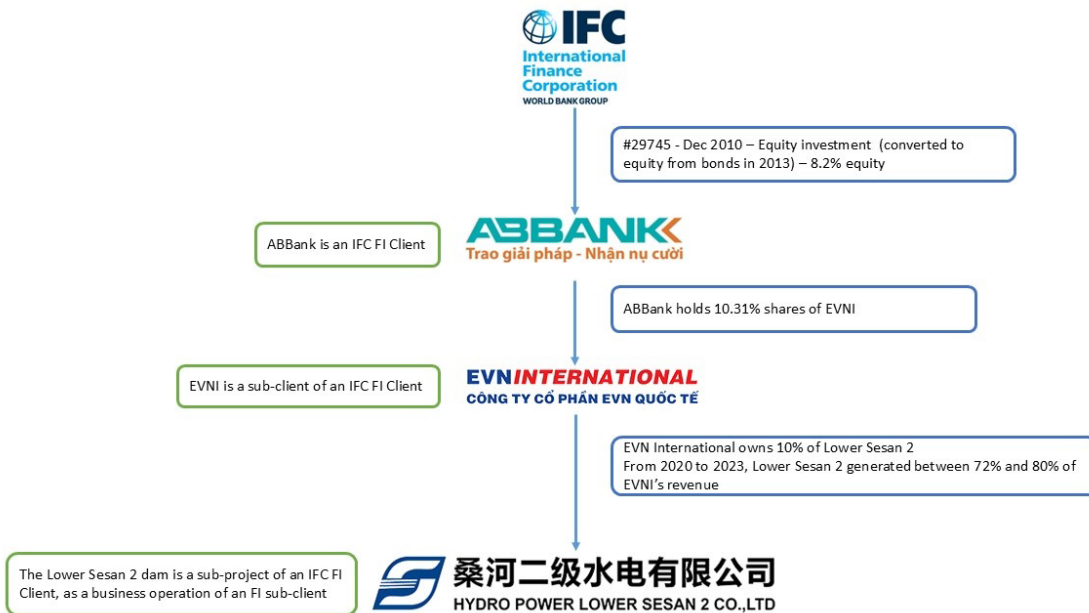 IFC
International
Finance
Corporation
WORLD BANK GROUP
#29745 - Dec 2010 – Equity investment (converted to
equity from bonds in 2013) – 8.2% equity
ABBank is an IFC FI Client
ABBANK
Trao giải pháp - Nhận nụ cười
ABBank holds 10.31% shares of EVNI
EVNI is a sub-client of an IFC FI Client
EVNINTERNATIONAL
CÔNG TY CỔ PHẦN EVN QUỐC TẾ
EVN International owns 10% of Lower Sesan 2
From 2020 to 2023, Lower Sesan 2 generated between 72% and 80% of
EVNI's revenue
The Lower Sesan 2 dam is a sub-project of an IFC FI
Client, as a business operation of an FI sub-client
桑河二级水电有限公司
HYDRO POWER LOWER SESAN 2 CO.,LTD